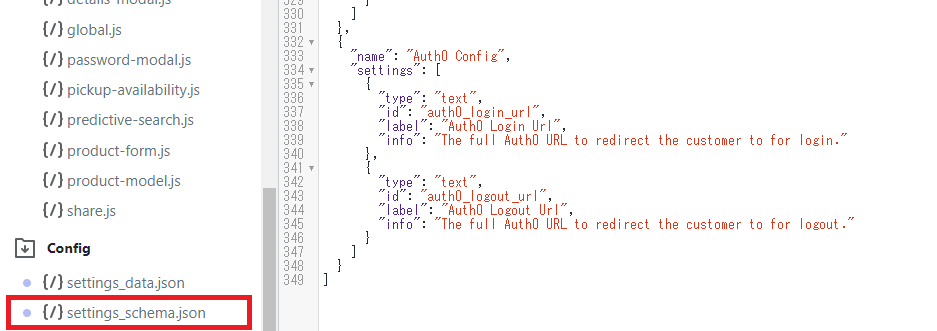 details-modal.js
{/} global.js
{/} password-modal.js
{/} pickup-availability.js
{/} predictive-search.js
{/} product-form.js
{/} product-model.js
{/} share.js
Config
{/} settings_data.json
{/} settings_schema.json
329 }
330 ]
331 },
332 {
333 "name": "Auth0 Config",
334 "settings": [
335 {
336 "type": "text",
337 "id": "auth0_login_url",
338 "label": "Auth0 Login Url",
339 "info": "The full Auth0 URL to redirect the customer to for login."
340 },
341 {
342 "type": "text",
343 "id": "auth0_logout_url",
344 "label": "Auth0 Logout Url",
345 "info": "The full Auth0 URL to redirect the customer to for logout."
346 }
347 ]
348 }
349 ]